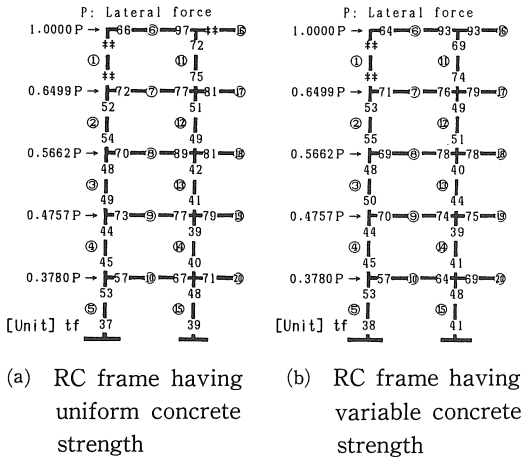 P: Lateral force
1.0000P→ 66 ⑥ 97 ‡‡ ⑯
‡‡ 72
① ⑪
‡‡ 75
0.6499P→ 72 ⑦ 77 81 ⑰
52 51
② ⑫
54 49
0.5662P→ 70 ⑧ 89 81 ⑱
48 42
③ ⑬
49 41
0.4757P→ 73 ⑨ 77 79 ⑲
44 39
④ ⑭
45 40
0.3780P→ 57 ⑩ 67 71 ⑳
53 48
⑤ ⑮
[Unit] tf 37 39
(a) RC frame having
uniform concrete
strength
P: Lateral force
1.0000P→ 64 ⑥ 93 93 ⑯
‡‡ 69
① ⑪
‡‡ 74
0.6499P→ 71 ⑦ 76 79 ⑰
53 49
② ⑫
55 51
0.5662P→ 69 ⑧ 78 78 ⑱
48 40
③ ⑬
50 44
0.4757P→ 70 ⑨ 74 75 ⑲
44 39
④ ⑭
45 40
0.3780P→ 57 ⑩ 64 69 ⑳
53 48
⑤ ⑮
[Unit] tf 38 41
(b) RC frame having
variable concrete
strength